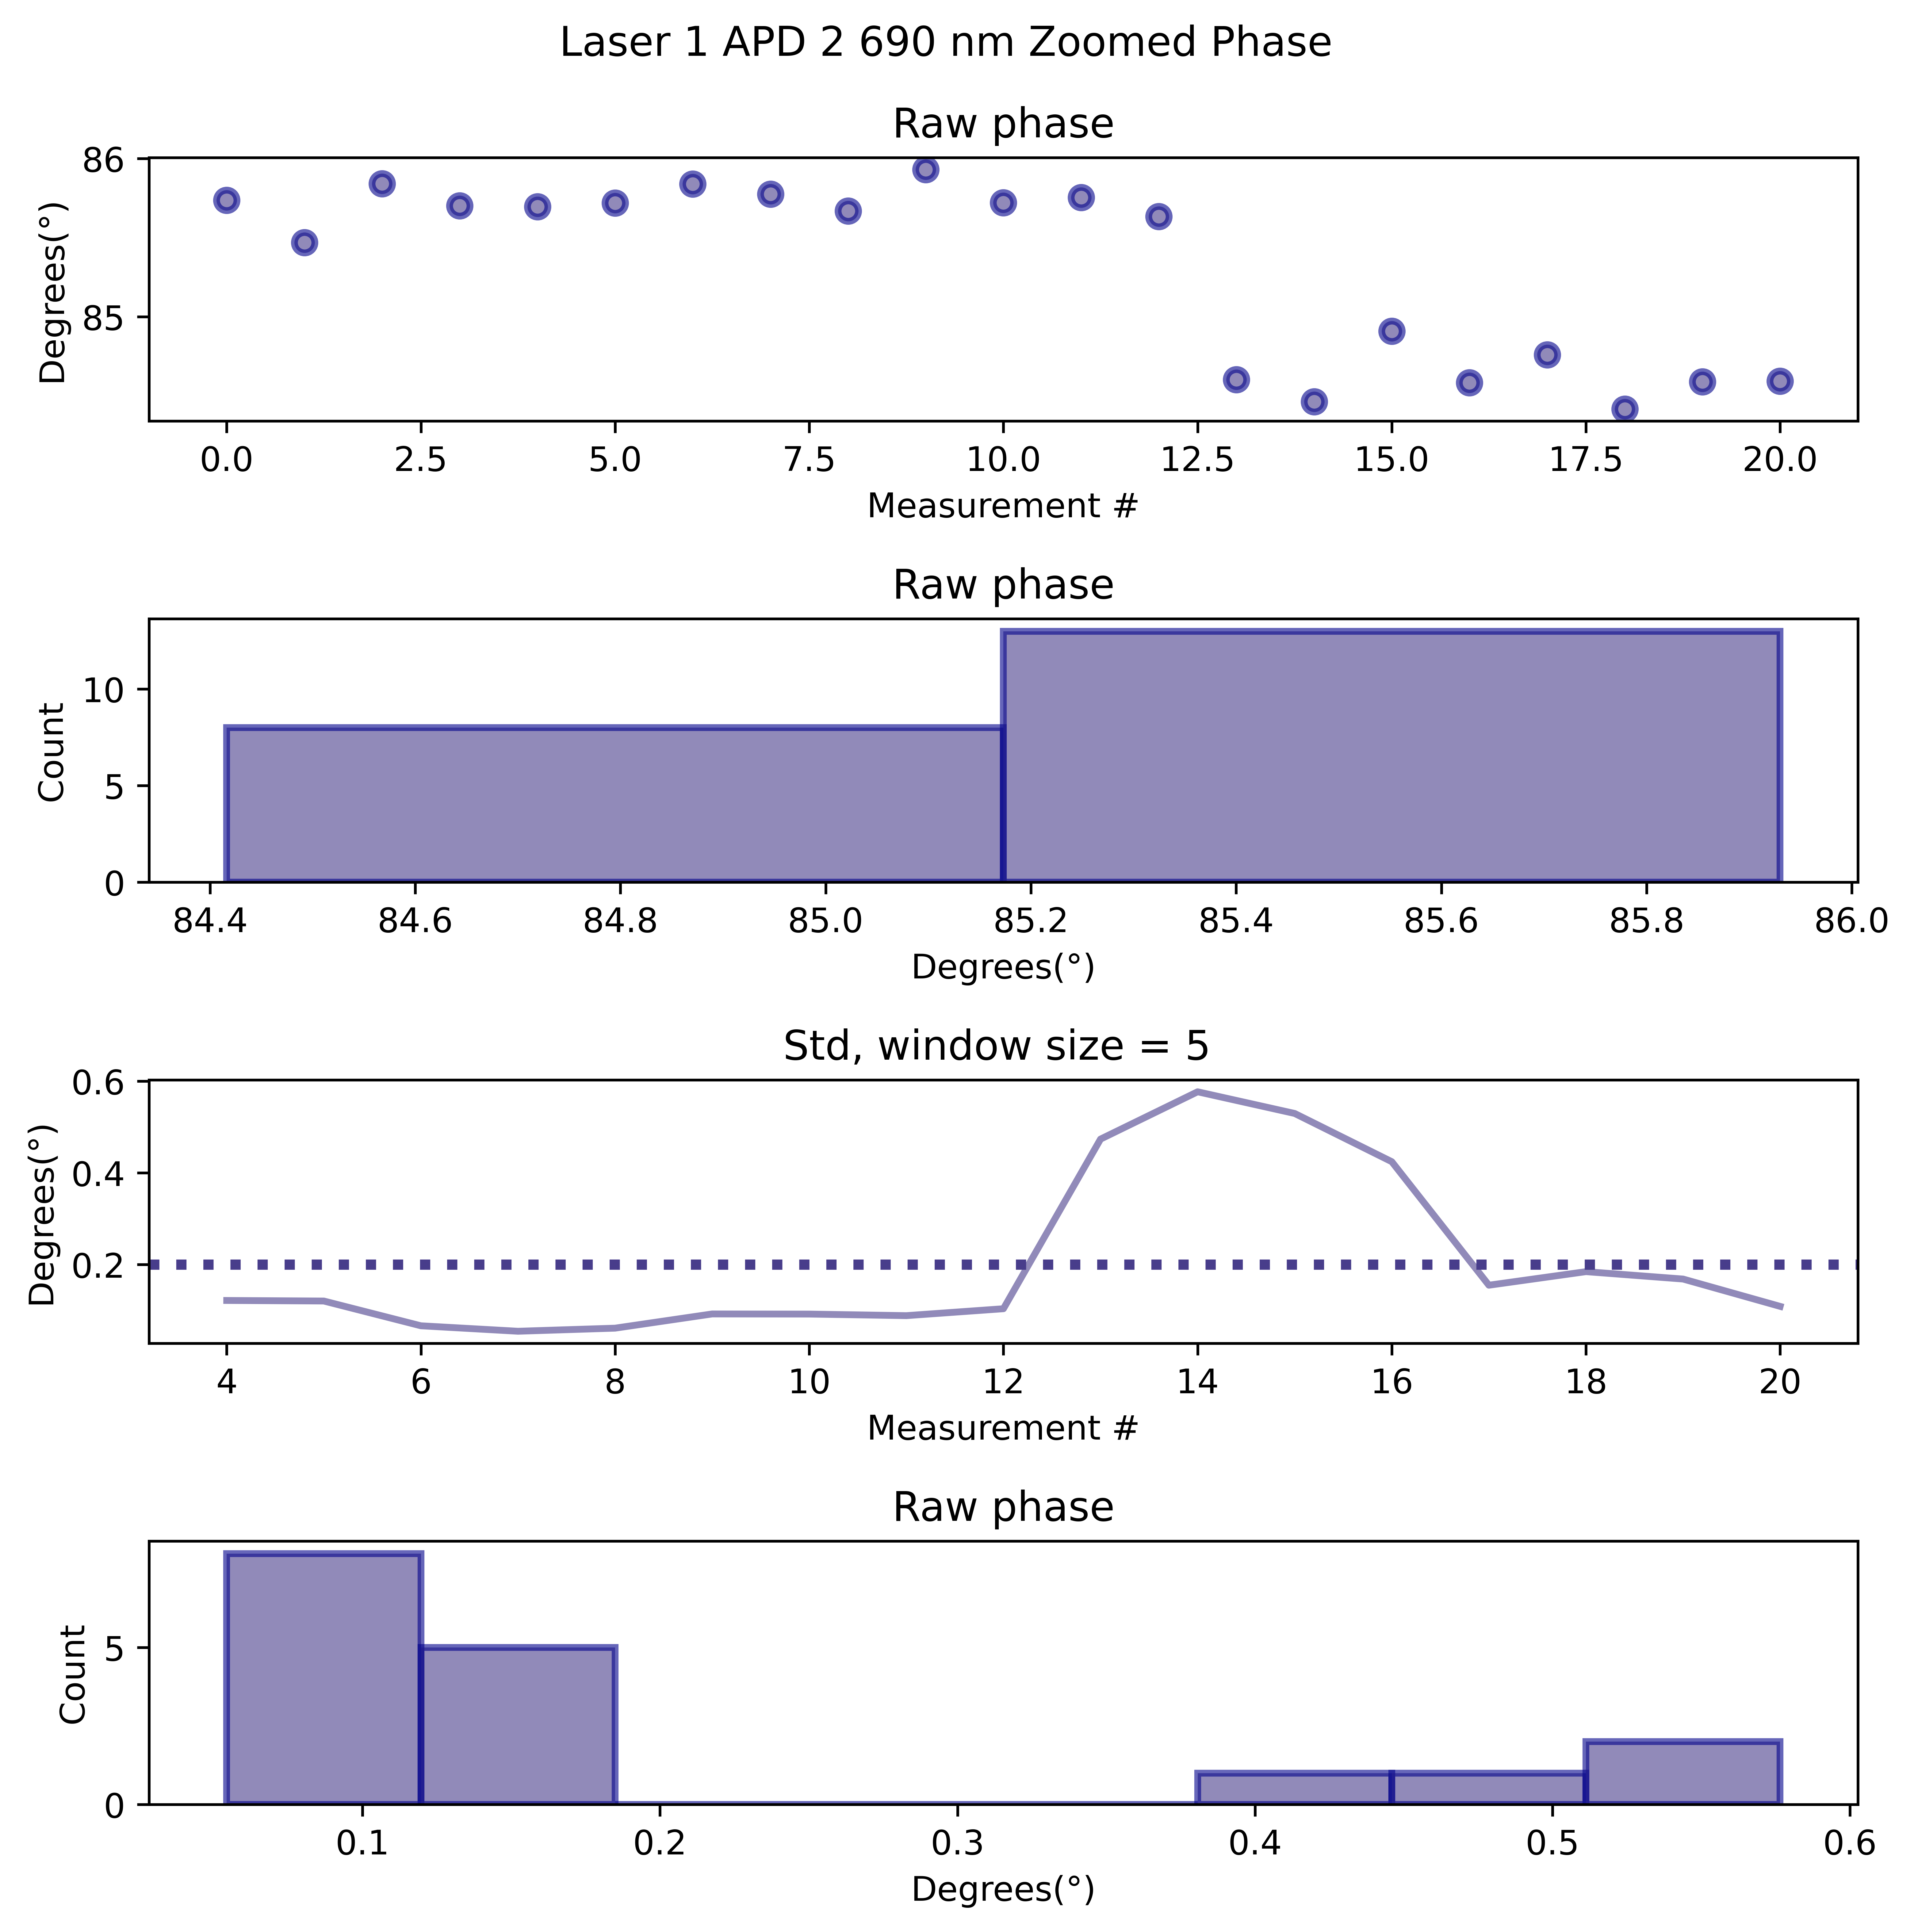 Laser 1 APD 2 690 nm Zoomed Phase
Raw phase
Degrees(°)
86
85
0.0 2.5 5.0 7.5 10.0 12.5 15.0 17.5 20.0
Measurement #
Raw phase
Count
10
5
0
84.4 84.6 84.8 85.0 85.2 85.4 85.6 85.8 86.0
Degrees(°)
Std, window size = 5
Degrees(°)
0.6
0.4
0.2
4 6 8 10 12 14 16 18 20
Measurement #
Raw phase
Count
5
0
0.1 0.2 0.3 0.4 0.5 0.6
Degrees(°)